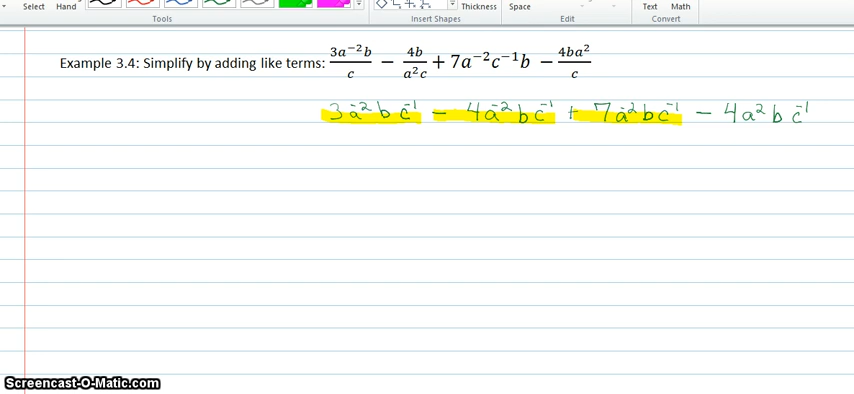 Select Hand Thickness Space Text Math
Tools Insert Shapes Edit Convert
Example 3.4: Simplify by adding like terms: 3a⁻²b/c − 4b/a²c + 7a⁻²c⁻¹b − 4ba²/c
3a⁻²bc⁻¹ − 4a⁻²bc⁻¹ + 7a⁻²bc⁻¹ − 4a²bc⁻¹
Screencast-O-Matic.com